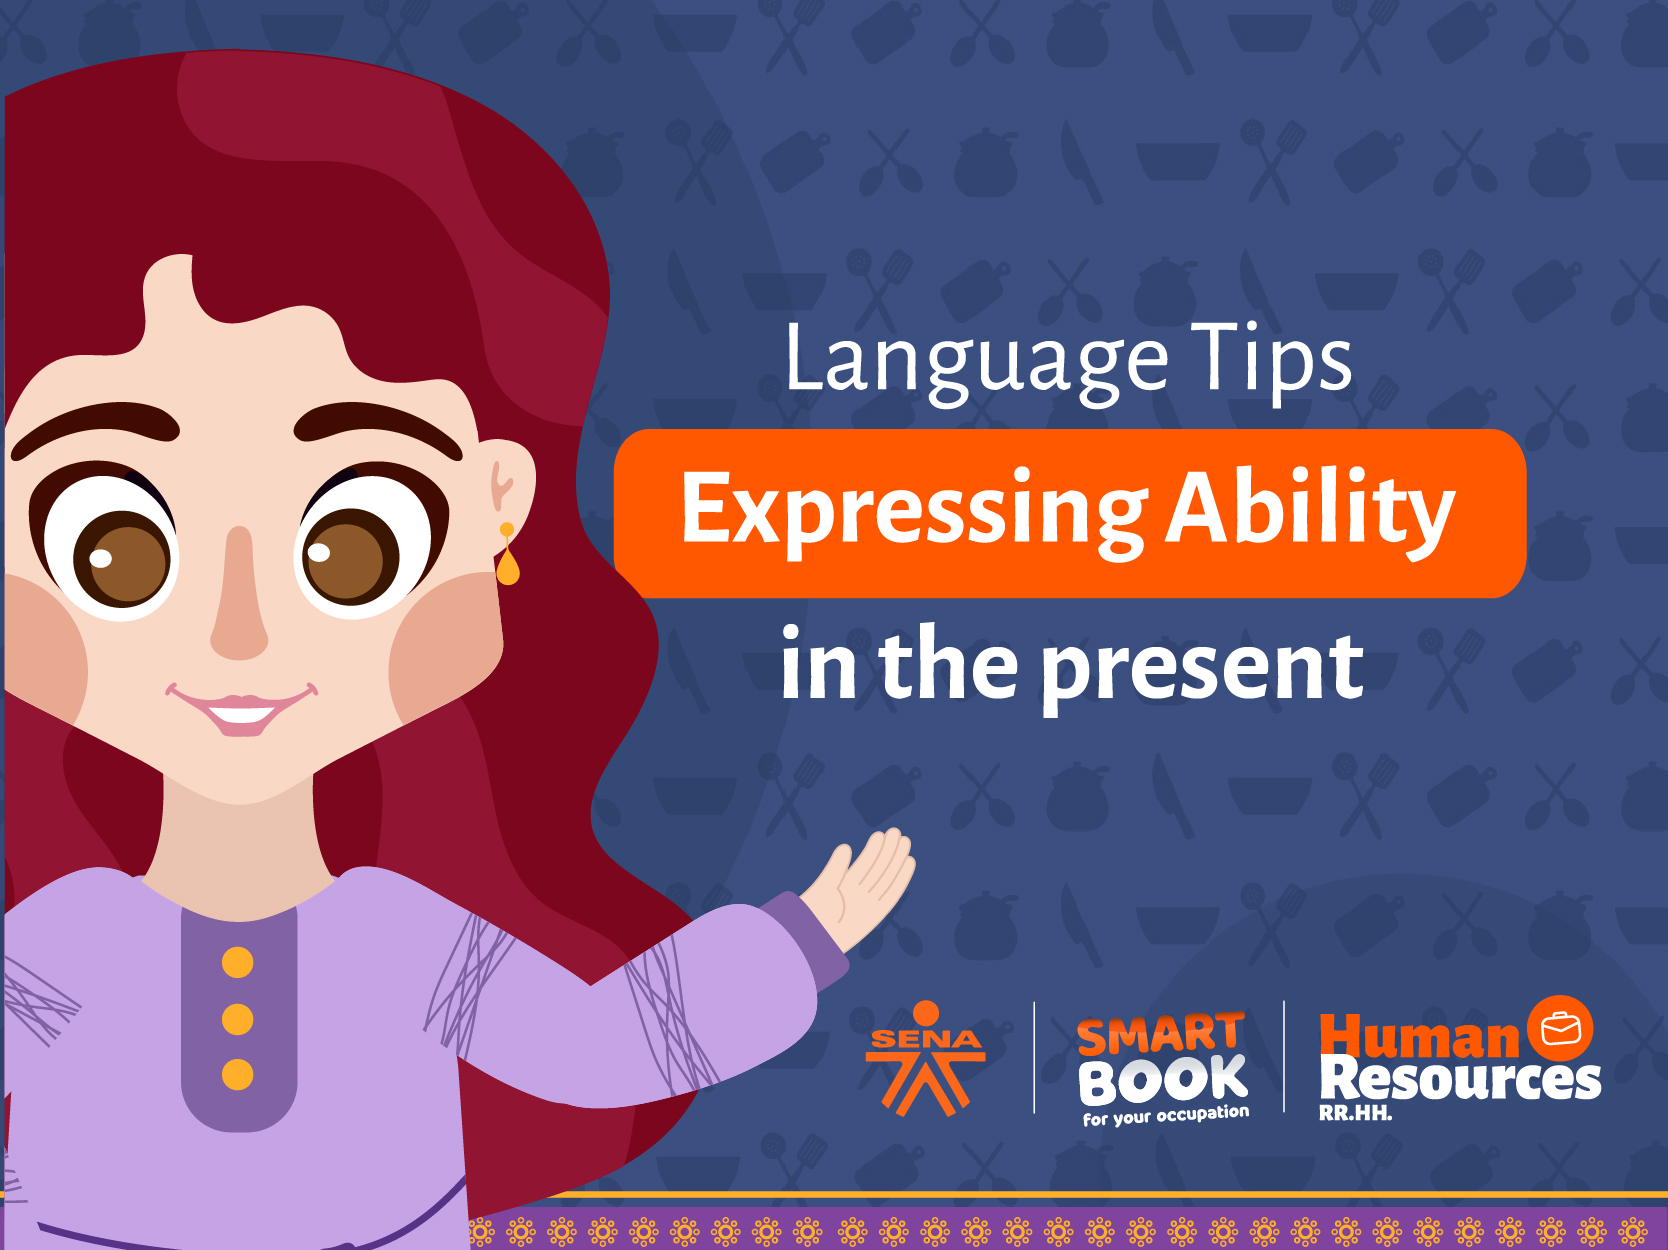 Language Tips
Expressing Ability
in the present
SENA
SMART
BOOK
for your occupation
Human
Resources
RR.HH.